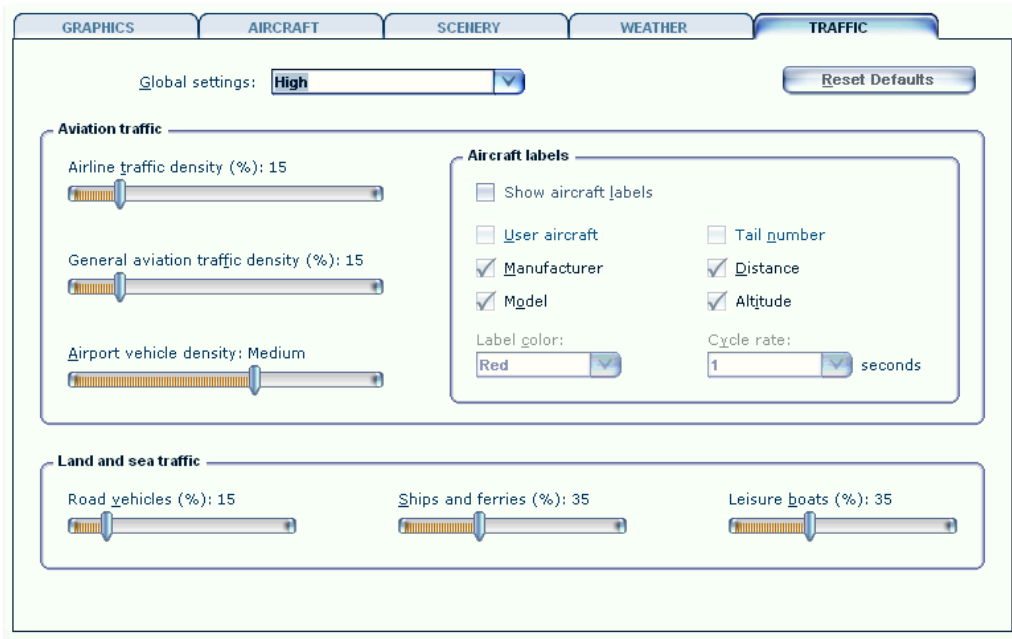 GRAPHICS AIRCRAFT SCENERY WEATHER TRAFFIC
Global settings: High Reset Defaults
Aviation traffic
Airline traffic density (%): 15
General aviation traffic density (%): 15
Airport vehicle density: Medium
Aircraft labels
Show aircraft labels
User aircraft Tail number
Manufacturer Distance
Model Altitude
Label color: Cycle rate:
Red 1 seconds
Land and sea traffic
Road vehicles (%): 15 Ships and ferries (%): 35 Leisure boats (%): 35